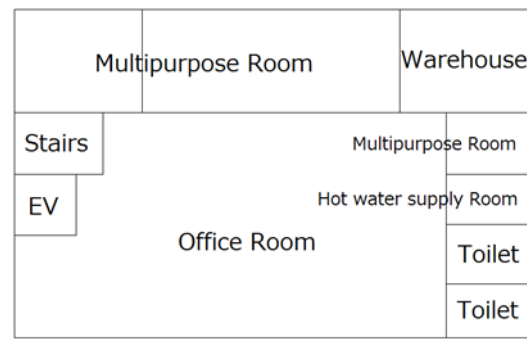 Multipurpose Room
Warehouse
Stairs
Multipurpose Room
EV
Hot water supply Room
Office Room
Toilet
Toilet